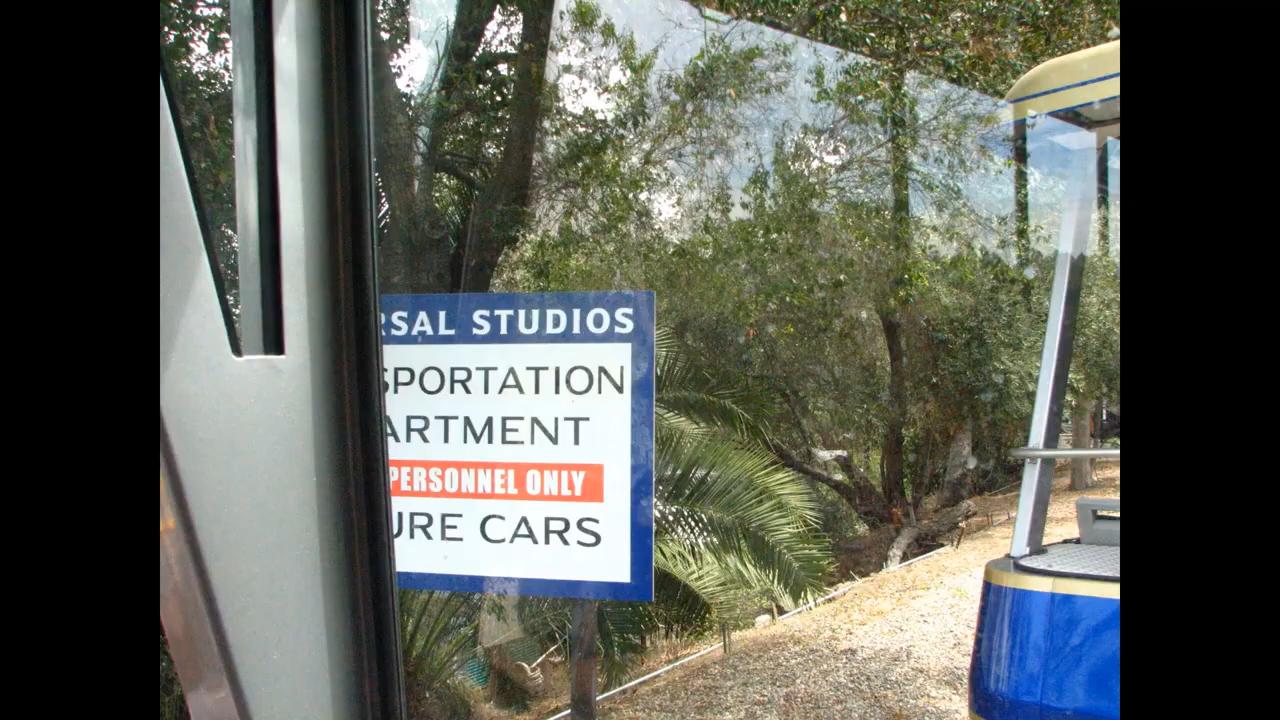 RSAL STUDIOS
SPORTATION
ARTMENT
PERSONNEL ONLY
URE CARS